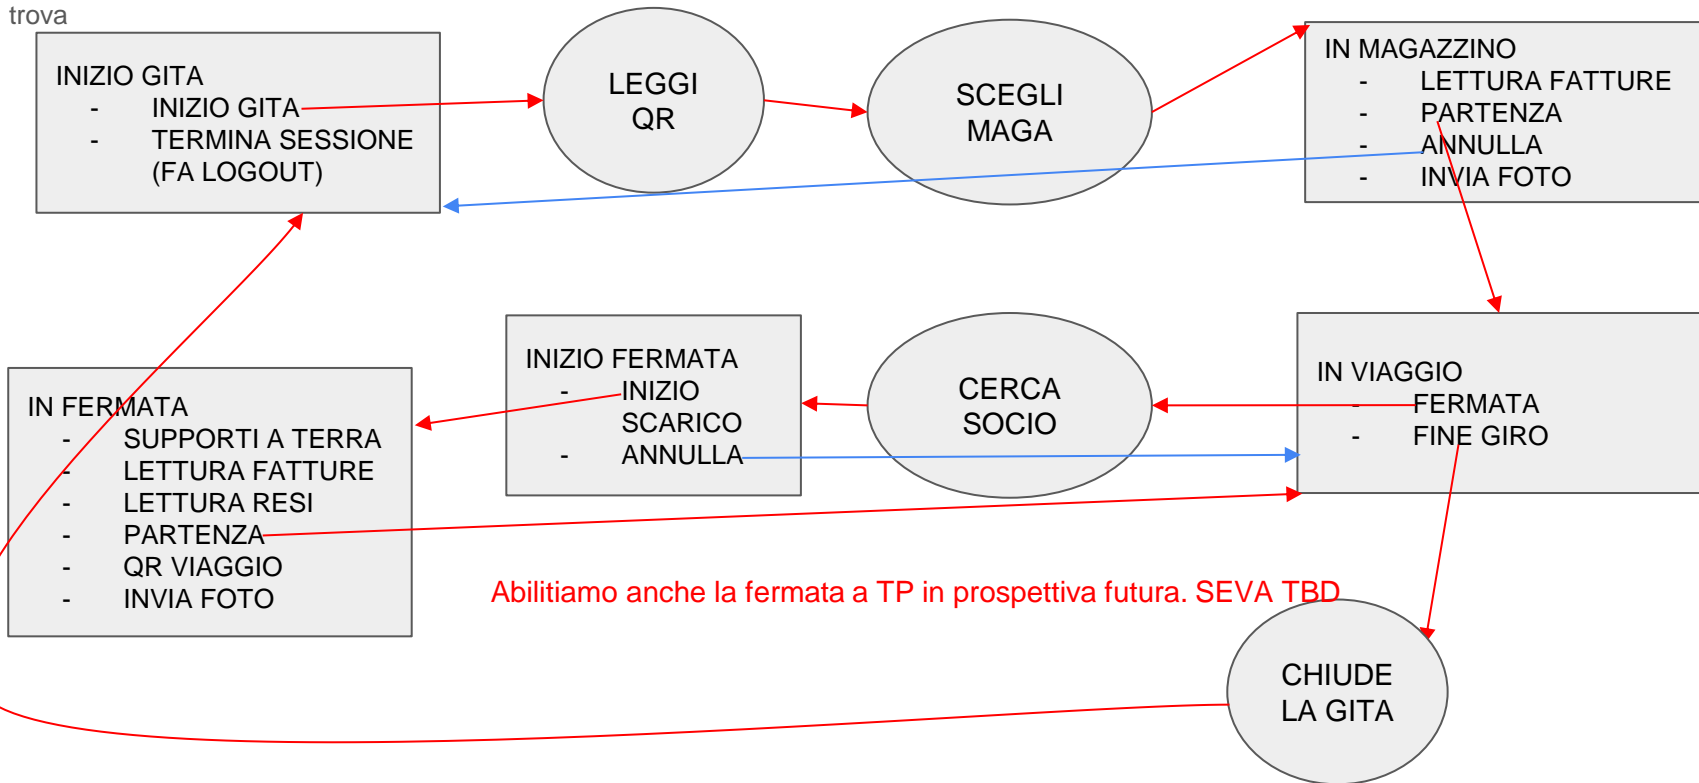 trova
INIZIO GITA
- INIZIO GITA
- TERMINA SESSIONE
(FA LOGOUT)
LEGGI
QR
SCEGLI
MAGA
IN MAGAZZINO
- LETTURA FATTURE
- PARTENZA
- ANNULLA
- INVIA FOTO
IN FERMATA
- SUPPORTI A TERRA
- LETTURA FATTURE
- LETTURA RESI
- PARTENZA
- QR VIAGGIO
- INVIA FOTO
INIZIO FERMATA
- INIZIO
SCARICO
- ANNULLA
CERCA
SOCIO
IN VIAGGIO
- FERMATA
- FINE GIRO
Abilitiamo anche la fermata a TP in prospettiva futura. SEVA TBD
CHIUDE
LA GITA